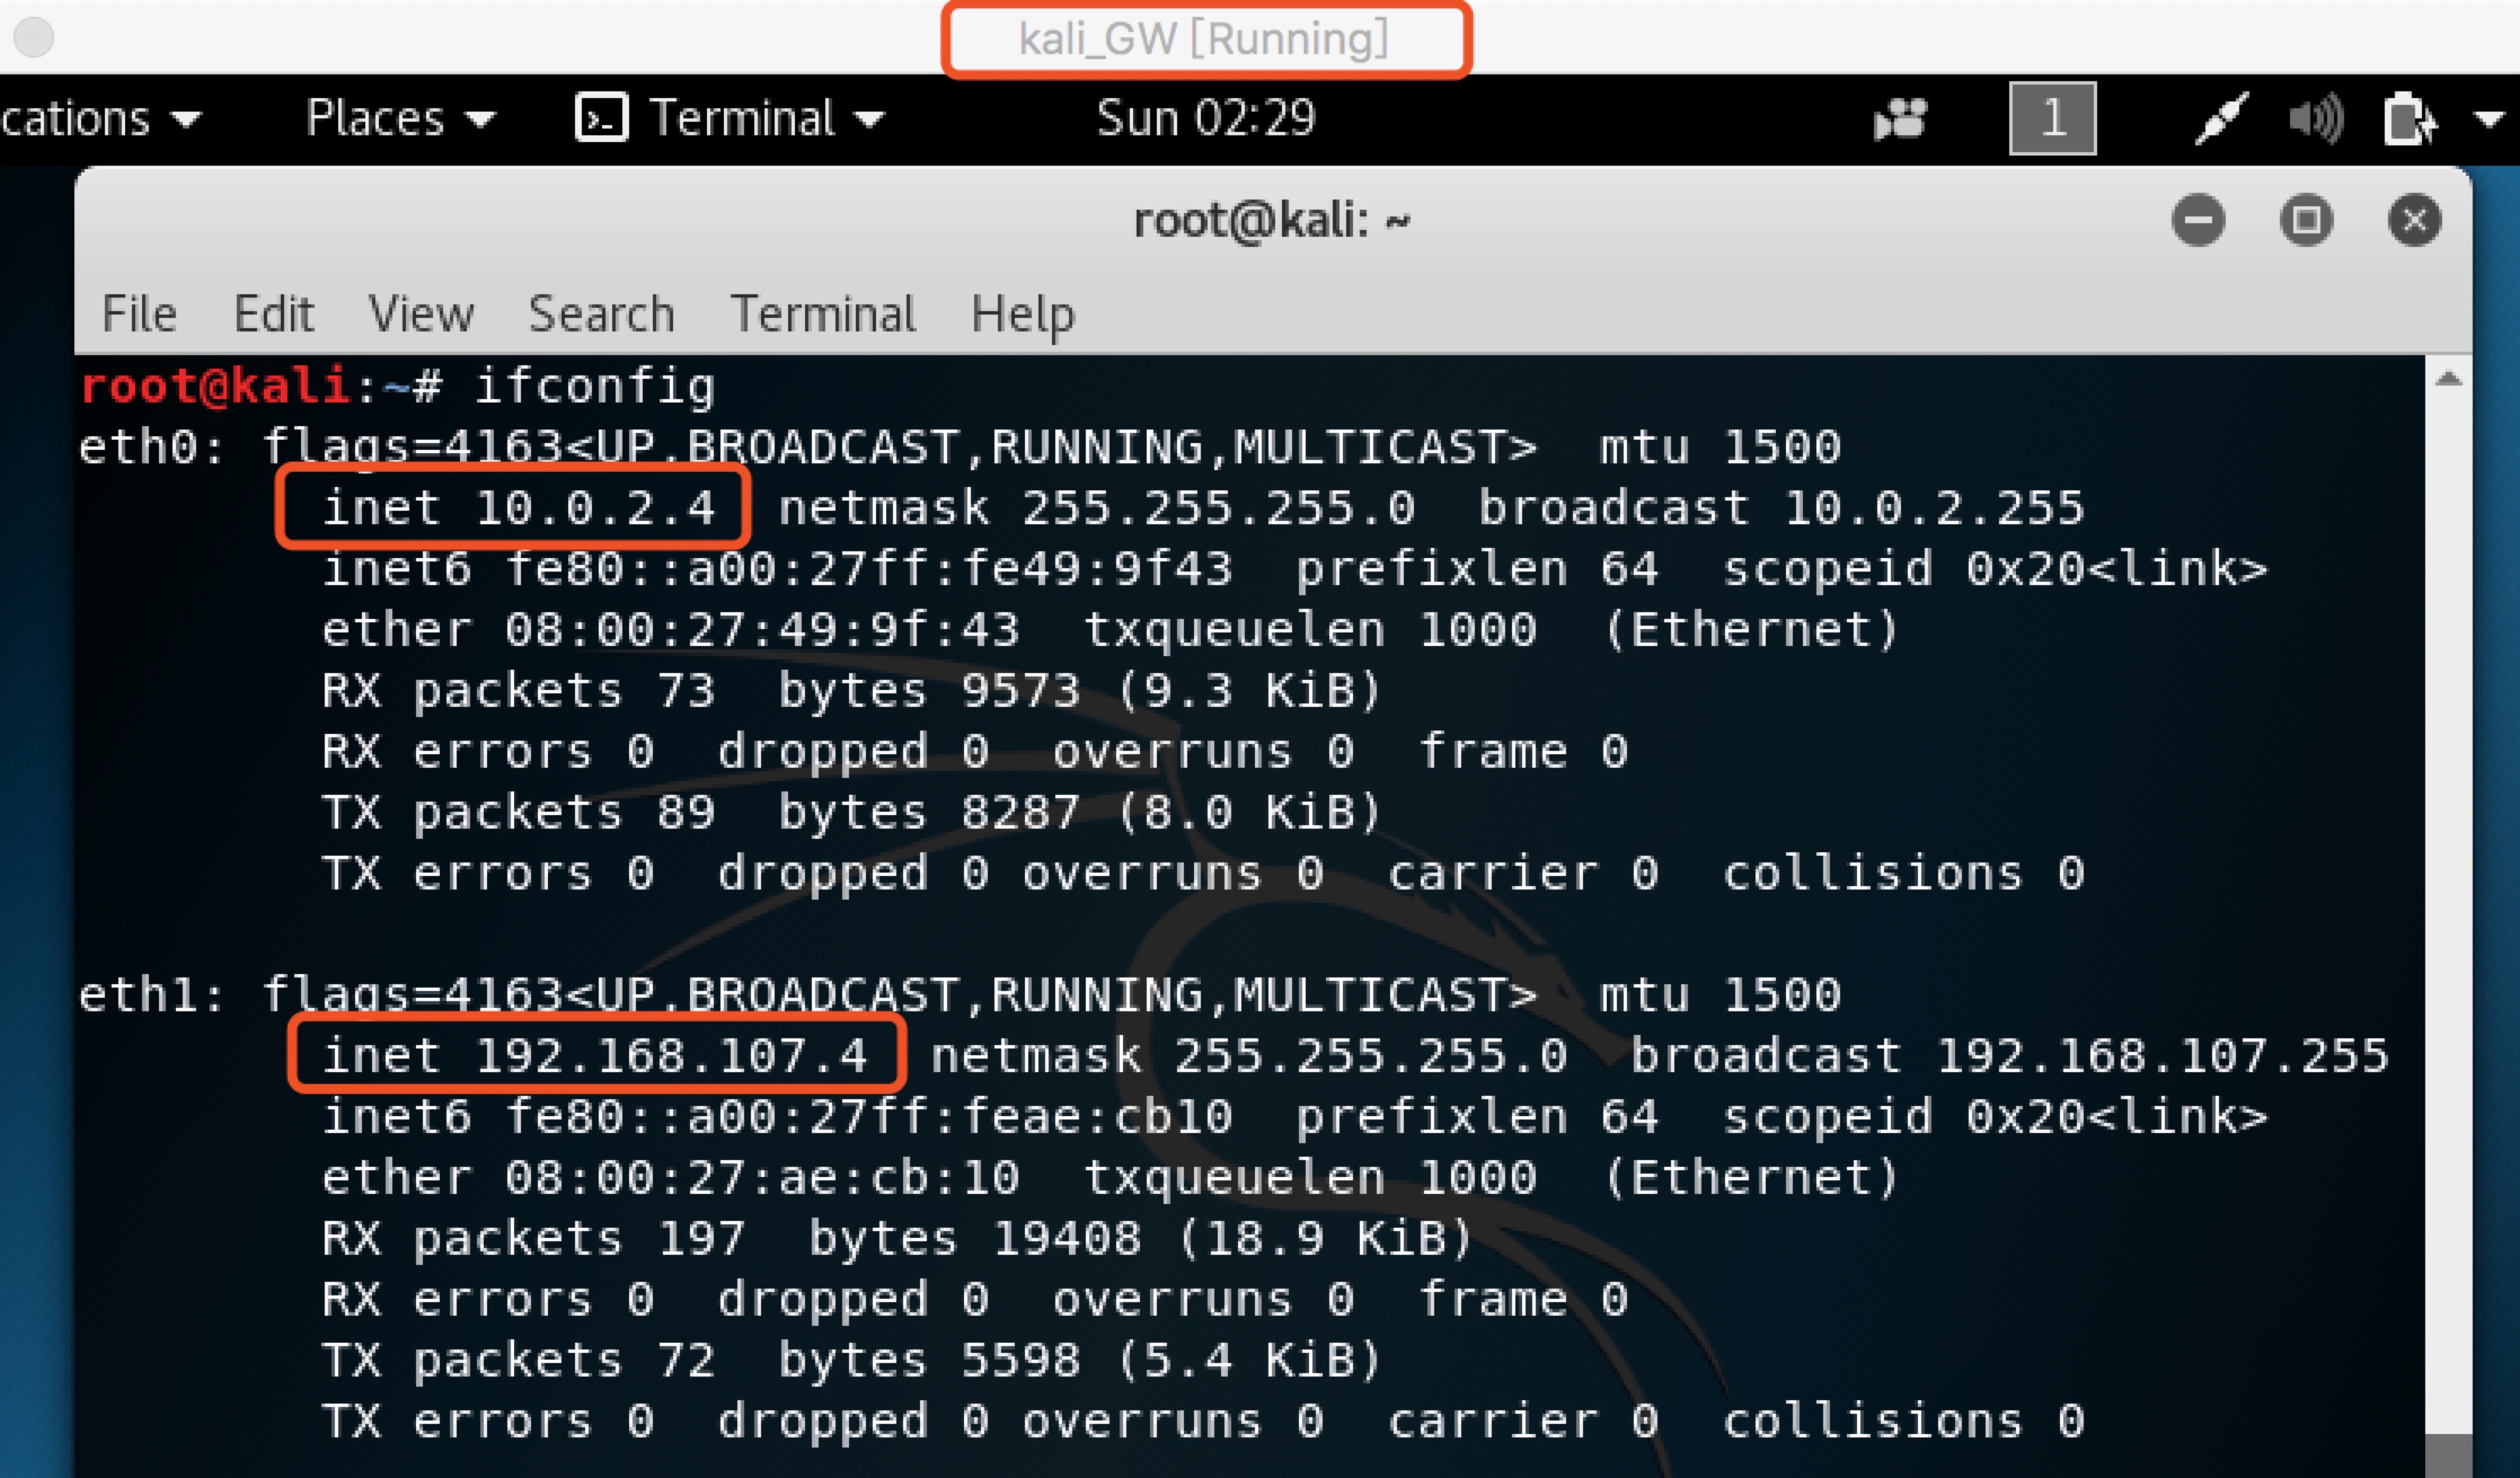 kali_GW [Running]
cations Places Terminal Sun 02:29 1
root@kali: ~
File Edit View Search Terminal Help
root@kali:~# ifconfig
eth0: flags=4163<UP,BROADCAST,RUNNING,MULTICAST>  mtu 1500
inet 10.0.2.4  netmask 255.255.255.0  broadcast 10.0.2.255
inet6 fe80::a00:27ff:fe49:9f43  prefixlen 64  scopeid 0x20<link>
ether 08:00:27:49:9f:43  txqueuelen 1000  (Ethernet)
RX packets 73  bytes 9573 (9.3 KiB)
RX errors 0  dropped 0  overruns 0  frame 0
TX packets 89  bytes 8287 (8.0 KiB)
TX errors 0  dropped 0 overruns 0  carrier 0  collisions 0
eth1: flags=4163<UP,BROADCAST,RUNNING,MULTICAST>  mtu 1500
inet 192.168.107.4  netmask 255.255.255.0  broadcast 192.168.107.255
inet6 fe80::a00:27ff:feae:cb10  prefixlen 64  scopeid 0x20<link>
ether 08:00:27:ae:cb:10  txqueuelen 1000  (Ethernet)
RX packets 197  bytes 19408 (18.9 KiB)
RX errors 0  dropped 0  overruns 0  frame 0
TX packets 72  bytes 5598 (5.4 KiB)
TX errors 0  dropped 0 overruns 0  carrier 0  collisions 0